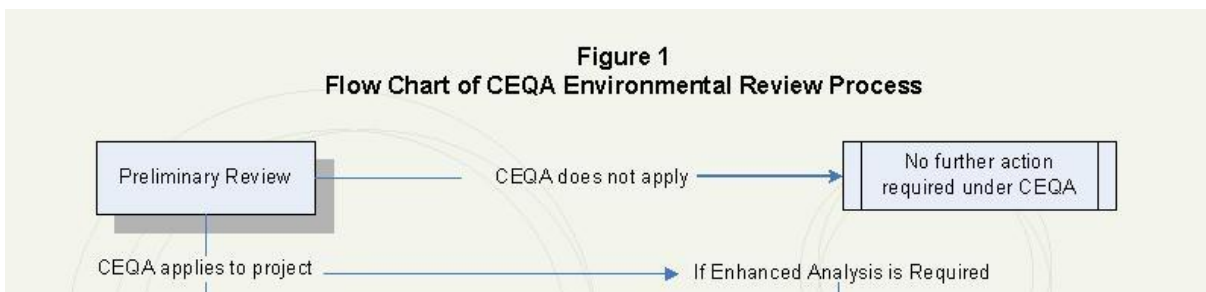 Figure 1
Flow Chart of CEQA Environmental Review Process
Preliminary Review
CEQA does not apply
No further action
required under CEQA
CEQA applies to project
If Enhanced Analysis is Required